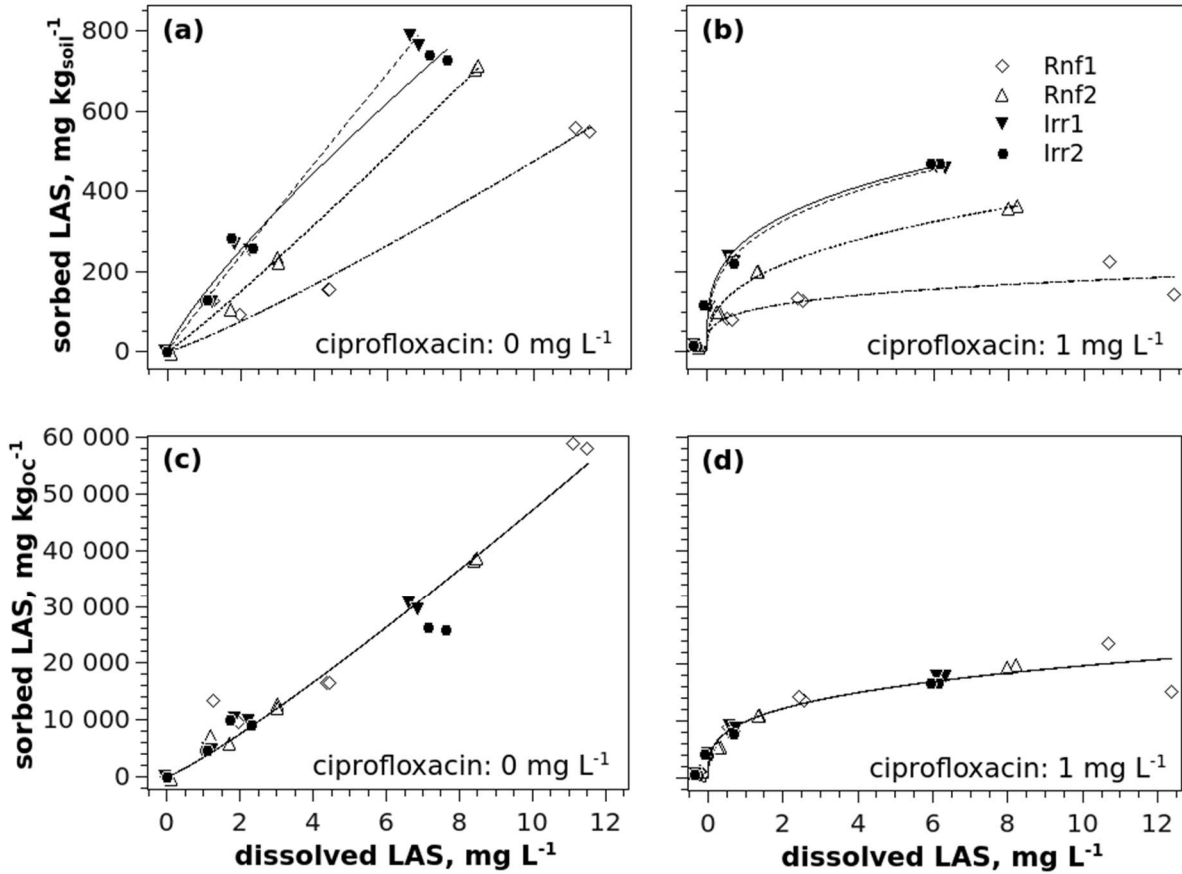 (a)
800
600
400
200
0
sorbed LAS, mg kgsoil-1
ciprofloxacin: 0 mg L-1
(b)
Rnf1
Rnf2
Irr1
Irr2
ciprofloxacin: 1 mg L-1
(c)
60 000
50 000
40 000
30 000
20 000
10 000
0
sorbed LAS, mg kgOC-1
ciprofloxacin: 0 mg L-1
0 2 4 6 8 10 12
dissolved LAS, mg L-1
(d)
ciprofloxacin: 1 mg L-1
0 2 4 6 8 10 12
dissolved LAS, mg L-1